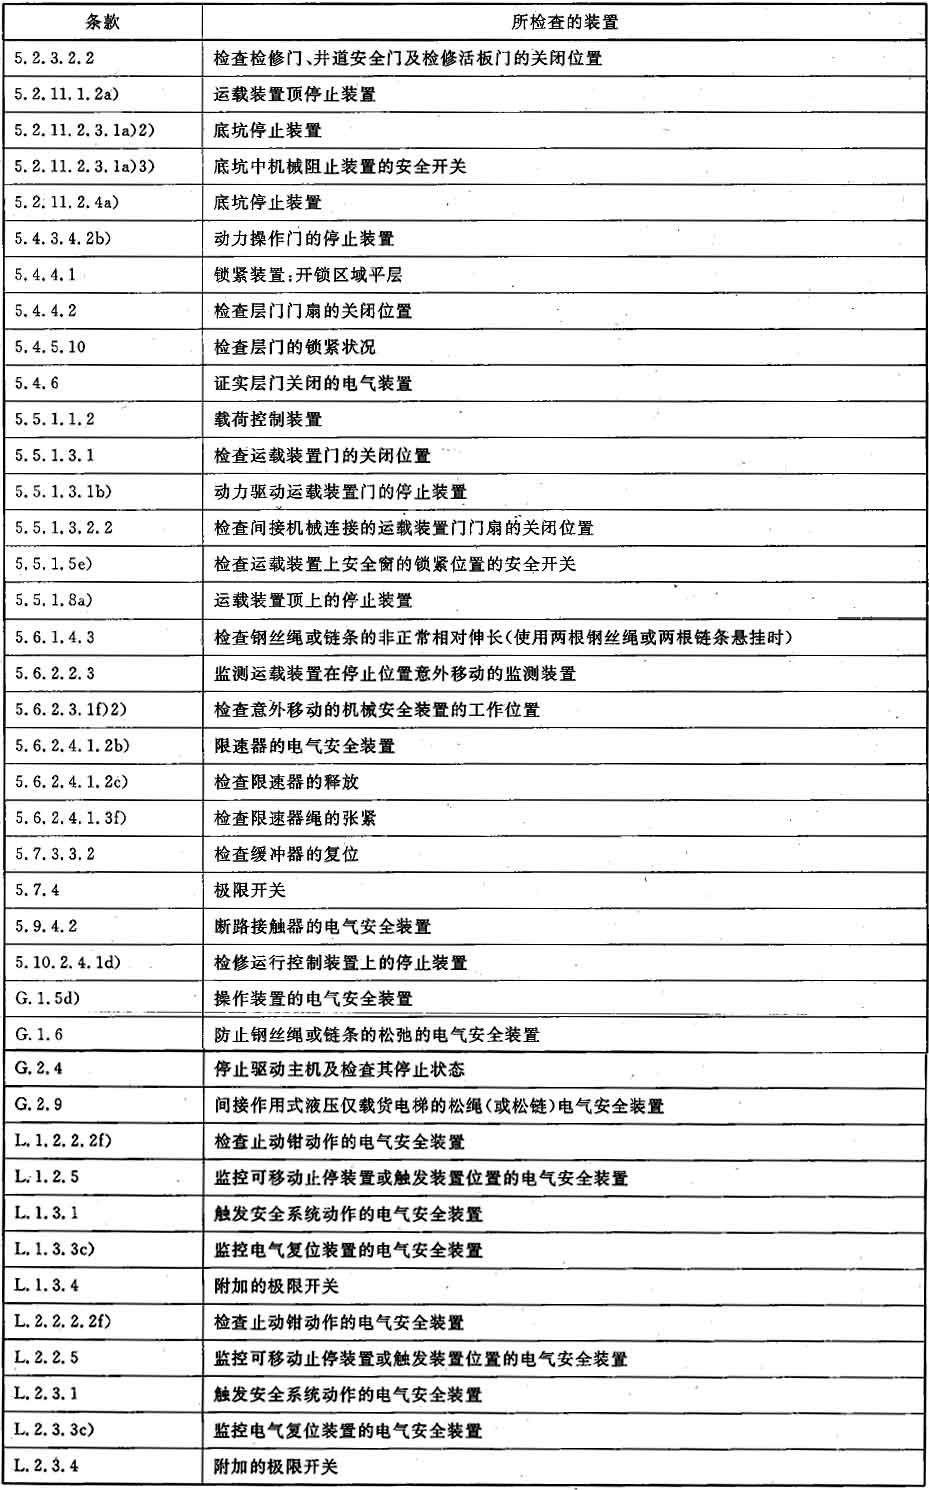 条款 所检查的装置
5.2.3.2.2 检查检修门、井道安全门及检修活板门的关闭位置
5.2.11.1.2a) 运载装置顶停止装置
5.2.11.2.3.1a)2) 底坑停止装置
5.2.11.2.3.1a)3) 底坑中机械阻止装置的安全开关
5.2.11.2.4a) 底坑停止装置
5.4.3.4.2b) 动力操作门的停止装置
5.4.4.1 锁紧装置;开锁区域平层
5.4.4.2 检查层门门扇的关闭位置
5.4.5.10 检查层门的锁紧状况
5.4.6 证实层门关闭的电气装置
5.5.1.1.2 载荷控制装置
5.5.1.3.1 检查运载装置门的关闭位置
5.5.1.3.1b) 动力驱动运载装置门的停止装置
5.5.1.3.2.2 检查间接机械连接的运载装置门门扇的关闭位置
5.5.1.5e) 检查运载装置上安全窗的锁紧位置的安全开关
5.5.1.8a) 运载装置顶上的停止装置
5.6.1.4.3 检查钢丝绳或链条的非正常相对伸长(使用两根钢丝绳或两根链条悬挂时)
5.6.2.2.3 监测运载装置在停止位置意外移动的监测装置
5.6.2.3.1f)2) 检查意外移动的机械安全装置的工作位置
5.6.2.4.1.2b) 限速器的电气安全装置
5.6.2.4.1.2c) 检查限速器的释放
5.6.2.4.1.3f) 检查限速器绳的张紧
5.7.3.3.2 检查缓冲器的复位
5.7.4 极限开关
5.9.4.2 断路接触器的电气安全装置
5.10.2.4.1d) 检修运行控制装置上的停止装置
G.1.5d) 操作装置的电气安全装置
G.1.6 防止钢丝绳或链条的松弛的电气安全装置
G.2.4 停止驱动主机及检查其停止状态
G.2.9 间接作用式液压仅载货电梯的松绳(或松链)电气安全装置
L.1.2.2.2f) 检查止动钳动作的电气安全装置
L.1.2.5 监控可移动止停装置或触发装置位置的电气安全装置
L.1.3.1 触发安全系统动作的电气安全装置
L.1.3.3c) 监控电气复位装置的电气安全装置
L.1.3.4 附加的极限开关
L.2.2.2.2f) 检查止动钳动作的电气安全装置
L.2.2.5 监控可移动止停装置或触发装置位置的电气安全装置
L.2.3.1 触发安全系统动作的电气安全装置
L.2.3.3c) 监控电气复位装置的电气安全装置
L.2.3.4 附加的极限开关